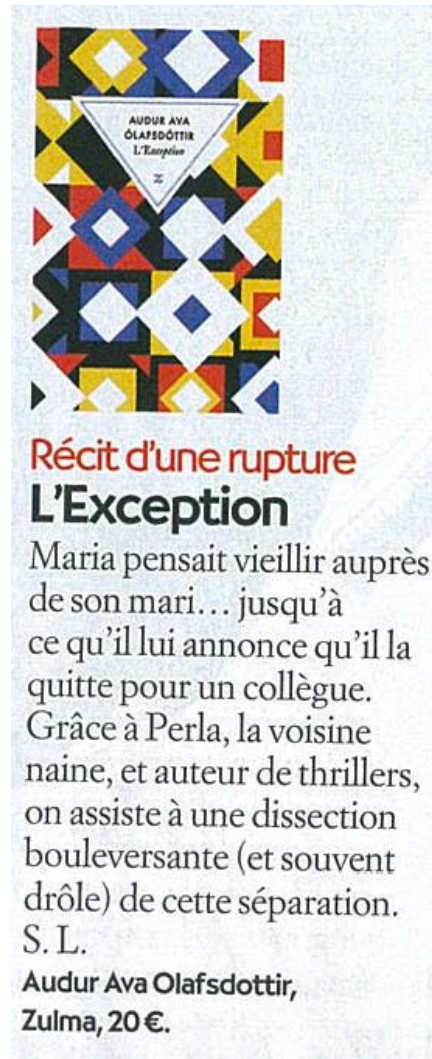 AUDUR AVA
ÓLAFSDÓTTIR
L'Exception
Z
Récit d'une rupture
L'Exception
Maria pensait vieillir auprès
de son mari… jusqu'à
ce qu'il lui annonce qu'il la
quitte pour un collègue.
Grâce à Perla, la voisine
naine, et auteur de thrillers,
on assiste à une dissection
bouleversante (et souvent
drôle) de cette séparation.
S. L.
Audur Ava Olafsdottir,
Zulma, 20 €.